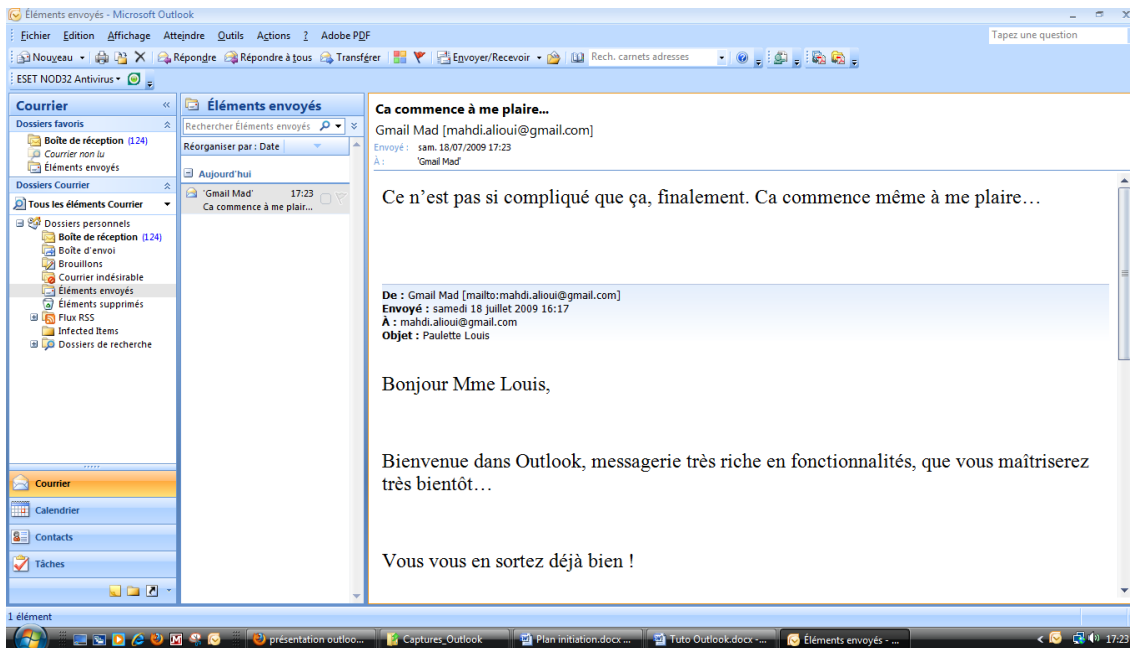 Éléments envoyés - Microsoft Outlook
Fichier Edition Affichage Atteindre Outils Actions ? Adobe PDF
Tapez une question
Nouveau Répondre Répondre à tous Transférer Envoyer/Recevoir Rech. carnets adresses
ESET NOD32 Antivirus
Courrier
Dossiers favoris
Boîte de réception (124)
Courrier non lu
Éléments envoyés
Dossiers Courrier
Tous les éléments Courrier
Dossiers personnels
Boîte de réception (124)
Boîte d'envoi
Brouillons
Courrier indésirable
Éléments envoyés
Éléments supprimés
Flux RSS
Infected Items
Dossiers de recherche
Courrier
Calendrier
Contacts
Tâches
Éléments envoyés
Rechercher Éléments envoyés
Réorganiser par : Date
Aujourd'hui
'Gmail Mad' 17:23
Ca commence à me plair...
Ca commence à me plaire...
Gmail Mad [mahdi.alioui@gmail.com]
Envoyé : sam. 18/07/2009 17:23
À : 'Gmail Mad'
Ce n’est pas si compliqué que ça, finalement. Ca commence même à me plaire…
De : Gmail Mad [mailto:mahdi.alioui@gmail.com]
Envoyé : samedi 18 juillet 2009 16:17
À : mahdi.alioui@gmail.com
Objet : Paulette Louis
Bonjour Mme Louis,
Bienvenue dans Outlook, messagerie très riche en fonctionnalités, que vous maîtriserez
très bientôt…
Vous vous en sortez déjà bien !
1 élément
présentation outloo... Captures_Outlook Plan initiation.docx ... Tuto Outlook.docx -... Éléments envoyés - ... 17:23